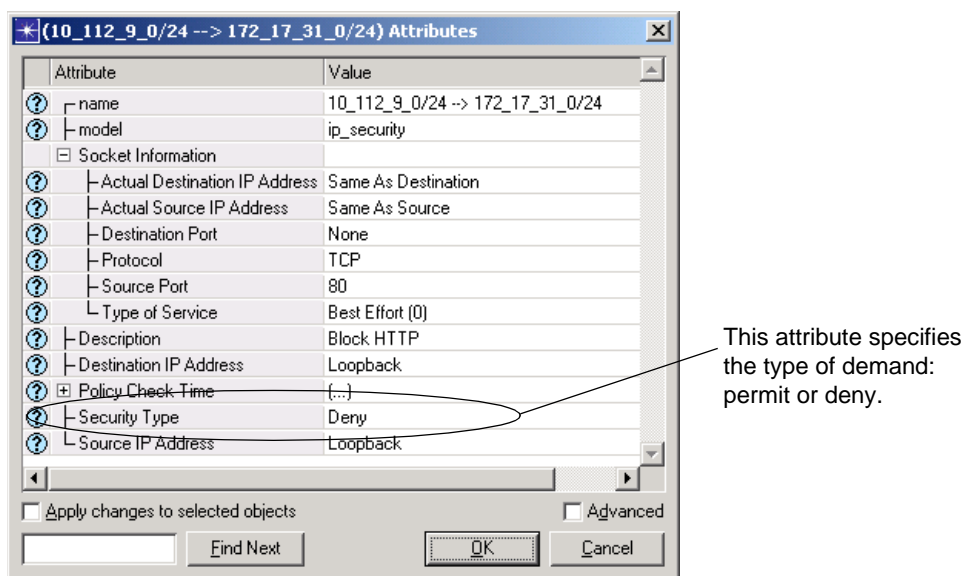 (10_112_9_0/24 --> 172_17_31_0/24) Attributes
Attribute Value
name 10_112_9_0/24 --> 172_17_31_0/24
model ip_security
Socket Information
Actual Destination IP Address Same As Destination
Actual Source IP Address Same As Source
Destination Port None
Protocol TCP
Source Port 80
Type of Service Best Effort (0)
Description Block HTTP
Destination IP Address Loopback
Policy Check Time (...)
Security Type Deny
Source IP Address Loopback
Apply changes to selected objects Advanced
Find Next OK Cancel
This attribute specifies
the type of demand:
permit or deny.